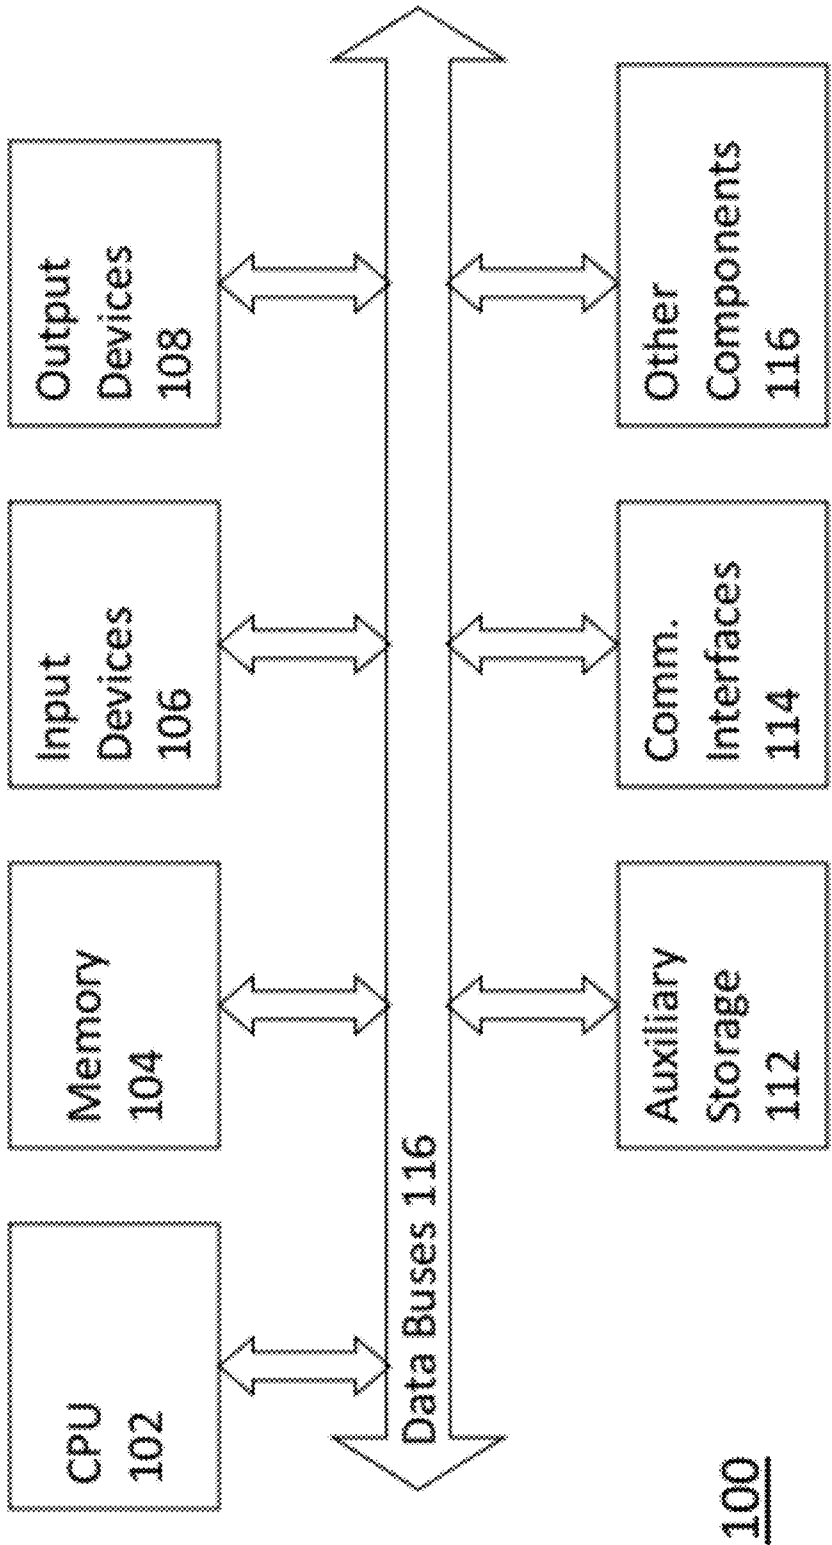 CPU
102
Memory
104
Input
Devices
106
Output
Devices
108
Data Buses 116
Auxiliary
Storage
112
Comm.
Interfaces
114
Other
Components
116
100